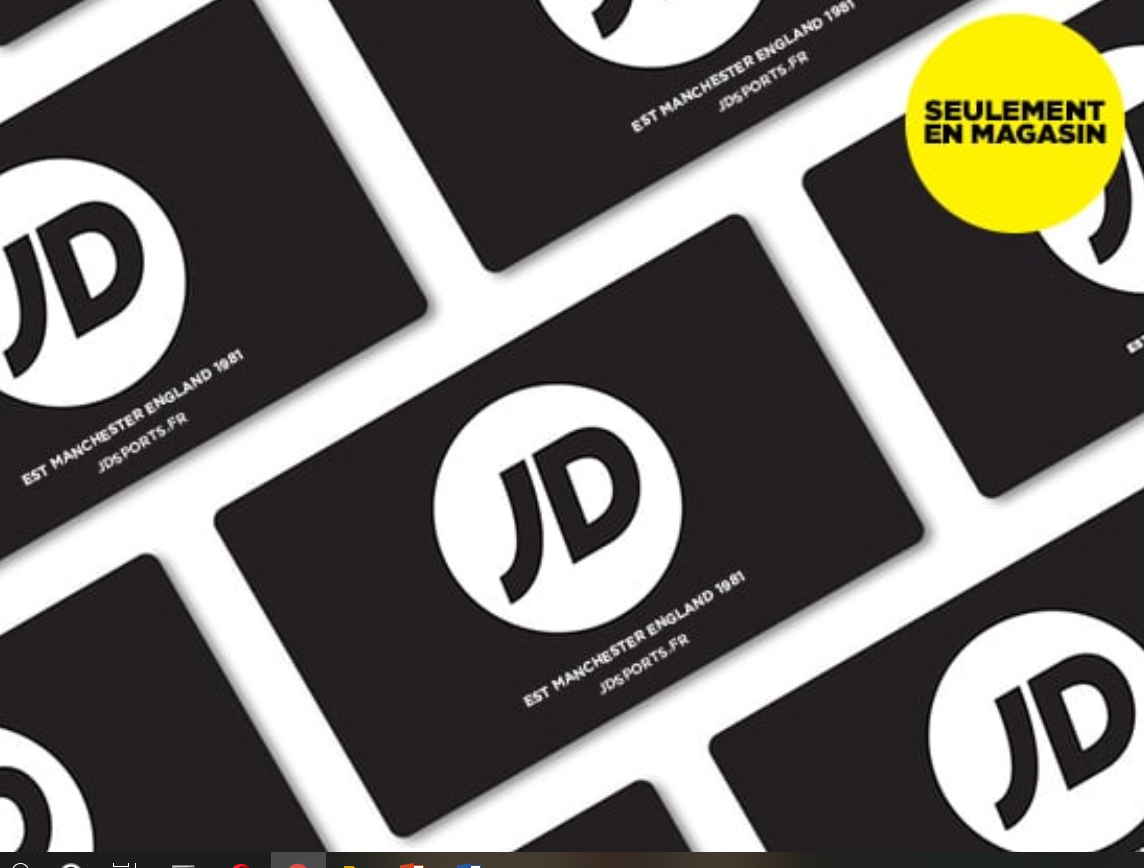 EST MANCHESTER ENGLAND 1981
JDSPORTS.FR
SEULEMENT
EN MAGASIN
JD
EST MANCHESTER ENGLAND 1981
JDSPORTS.FR
JD
EST MANCHESTER ENGLAND 1981
JDSPORTS.FR
JD